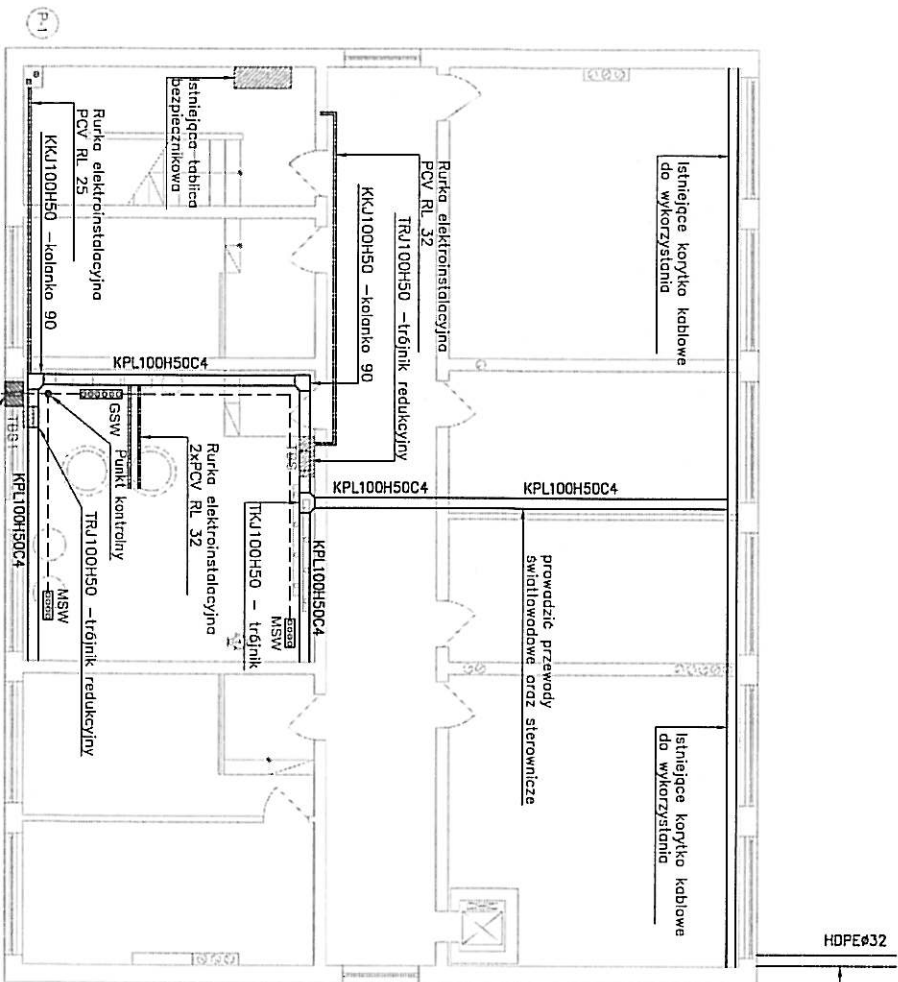 P-1
Istniejąca tablica
bezpiecznikowa
Rurka elektroinstalacyjna
PCV RL 25
KKJ100H50 -kolanko 90
Rurka elektroinstalacyjna
PCV RL 32
KKJ100H50 -kolanko 90
TRJ100H50 -trójnik redukcyjny
Istniejące korytko kablowe
do wykorzystania
KPL100H50C4
GSW
Punkt kontrolny
Rurka elektroinstalacyjna
2xPCV RL 32
TKJ100H50 - trójnik
KPL100H50C4
KPL100H50C4
KPL100H50C4
KPL100H50C4
MSW
MSW
TRJ100H50 -trójnik redukcyjny
prowadzić przewody
światłowodowe oraz sterownicze
Istniejące korytko kablowe
do wykorzystania
HDPEø32